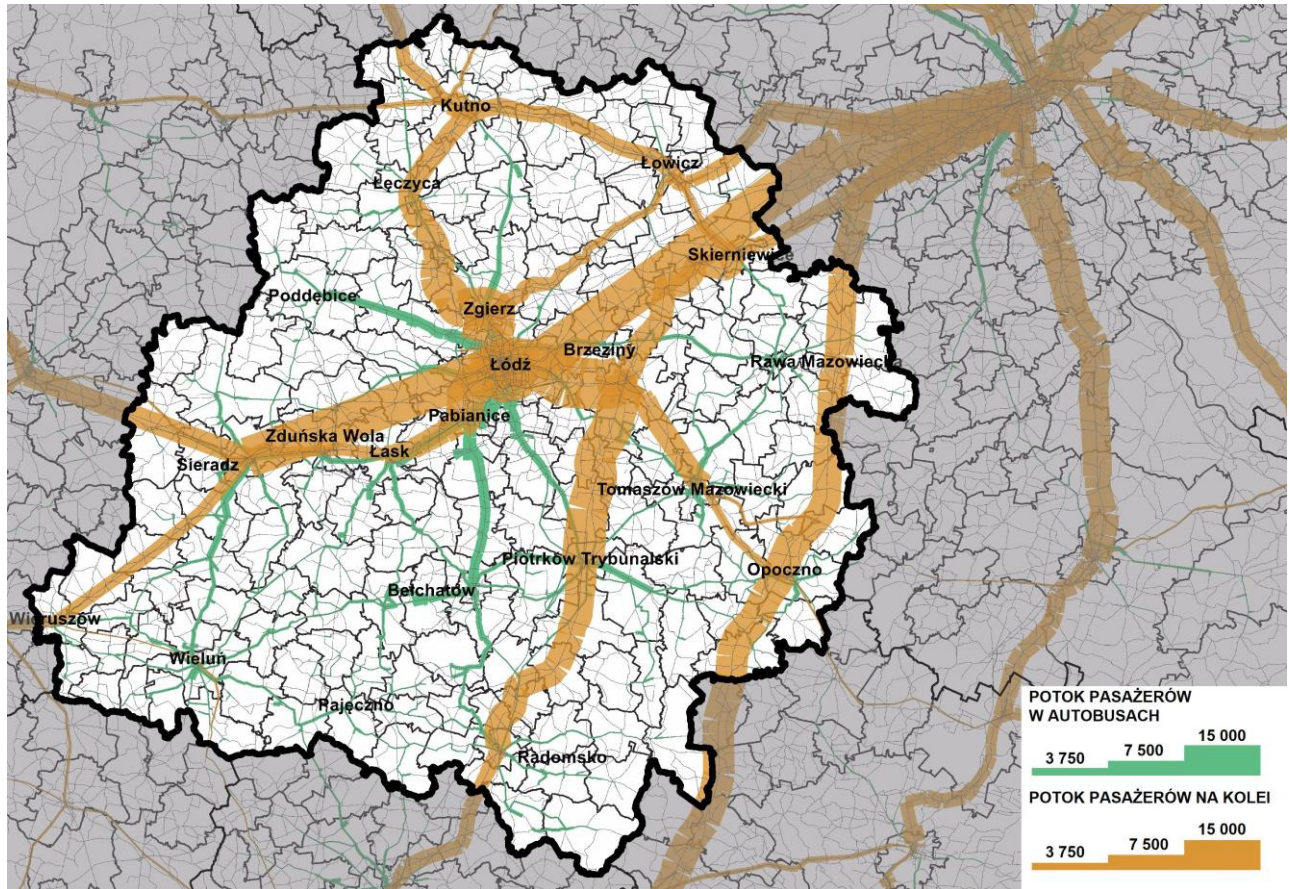 Kutno
Łęczyca
Łowicz
Skierniewice
Poddębice
Zgierz
Łódź
Brzeziny
Rawa Mazowiecka
Pabianice
Zduńska Wola
Łask
Sieradz
Tomaszów Mazowiecki
Piotrków Trybunalski
Opoczno
Bełchatów
Wieruszów
Wieluń
Pajęczno
Radomsko
POTOK PASAŻERÓW
W AUTOBUSACH
3 750 7 500 15 000
POTOK PASAŻERÓW NA KOLEI
3 750 7 500 15 000